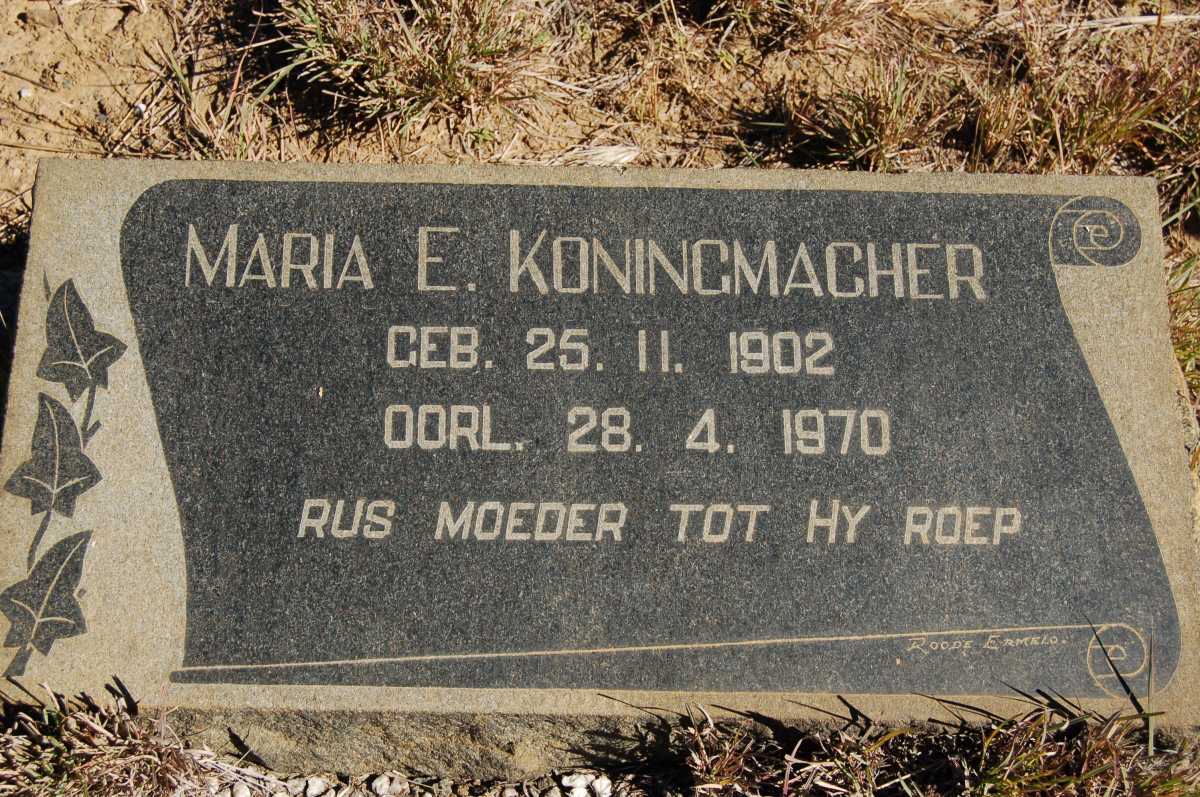 MARIA E. KONINGMACHER
GEB. 25. 11. 1902
OORL. 28. 4. 1970
RUS MOEDER TOT HY ROEP
ROODE ERMELO.